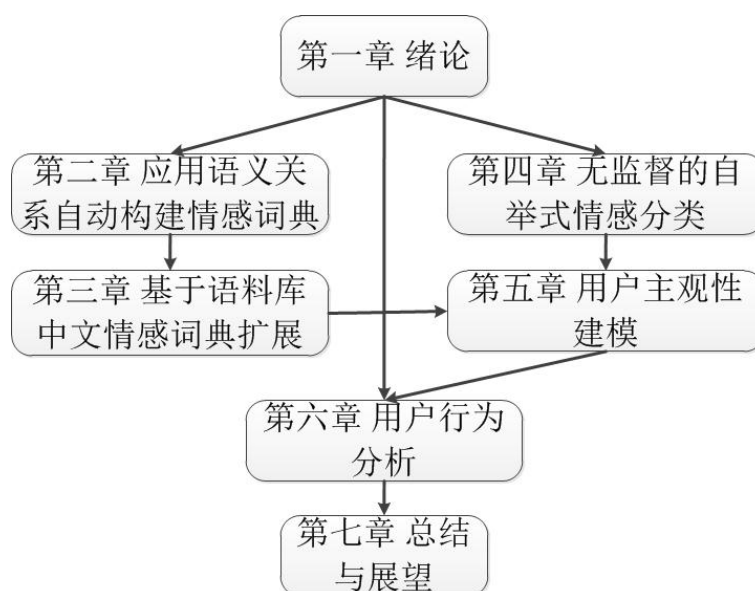 第一章 绪论
第二章 应用语义关
系自动构建情感词典
第四章 无监督的自
举式情感分类
第三章 基于语料库
中文情感词典扩展
第五章 用户主观性
建模
第六章 用户行为
分析
第七章 总结
与展望